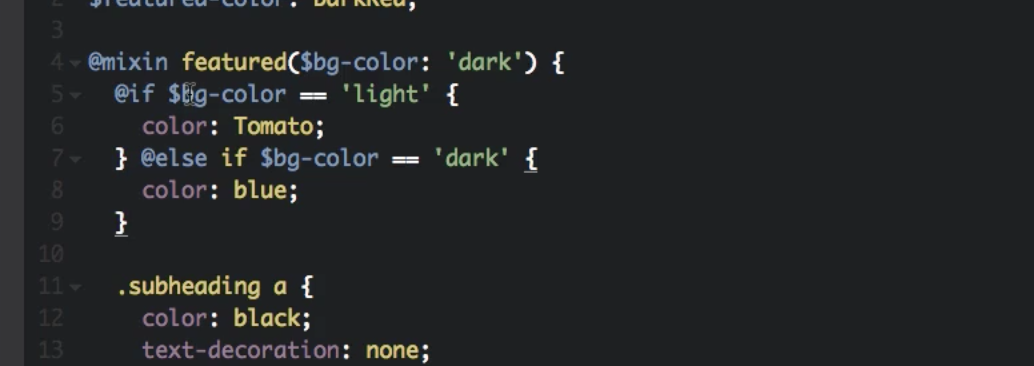 2 $featured-color: DarkRed;
3
4 @mixin featured($bg-color: 'dark') {
5 @if $bg-color == 'light' {
6 color: Tomato;
7 } @else if $bg-color == 'dark' {
8 color: blue;
9 }
10
11 .subheading a {
12 color: black;
13 text-decoration: none;